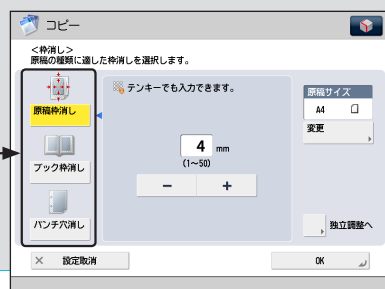 コピー
<枠消し>
原稿の種類に適した枠消しを選択します。
原稿枠消し
ブック枠消し
パンチ穴消し
テンキーでも入力できます。
4 mm
(1~50)
− +
原稿サイズ
A4
変更
独立調整へ
× 設定取消
OK